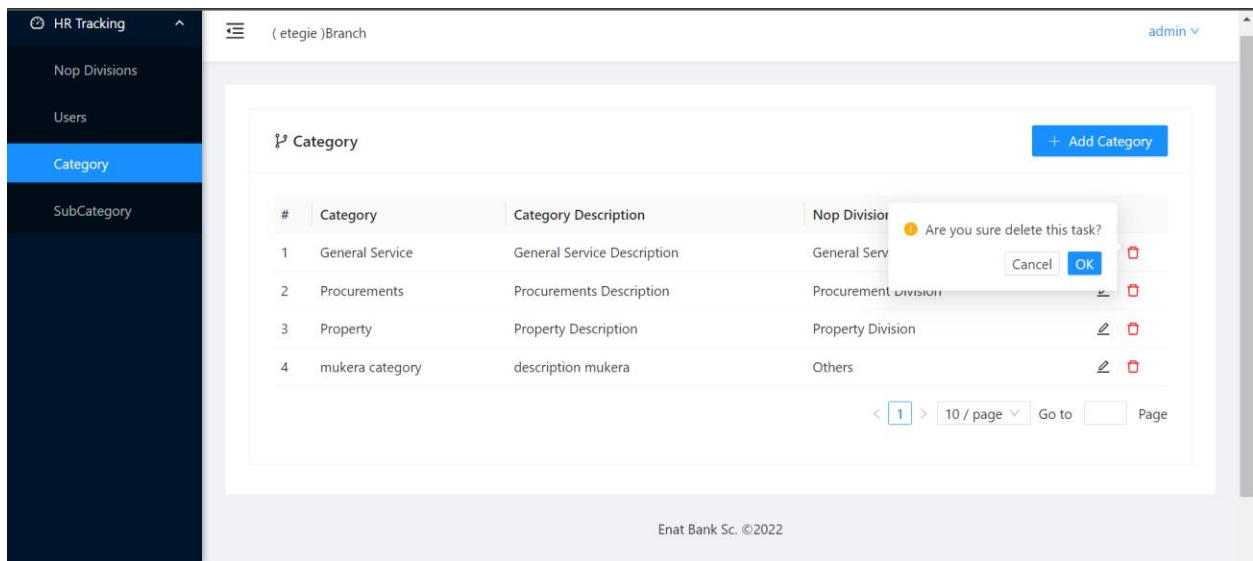 HR Tracking
Nop Divisions
Users
Category
SubCategory
( etegie )Branch
admin
Category
+ Add Category
# Category Category Description Nop Division
Are you sure delete this task?
Cancel OK
1 General Service General Service Description General Serv
2 Procurements Procurements Description Procurement Division
3 Property Property Description Property Division
4 mukera category description mukera Others
< 1 > 10 / page Go to Page
Enat Bank Sc. ©2022